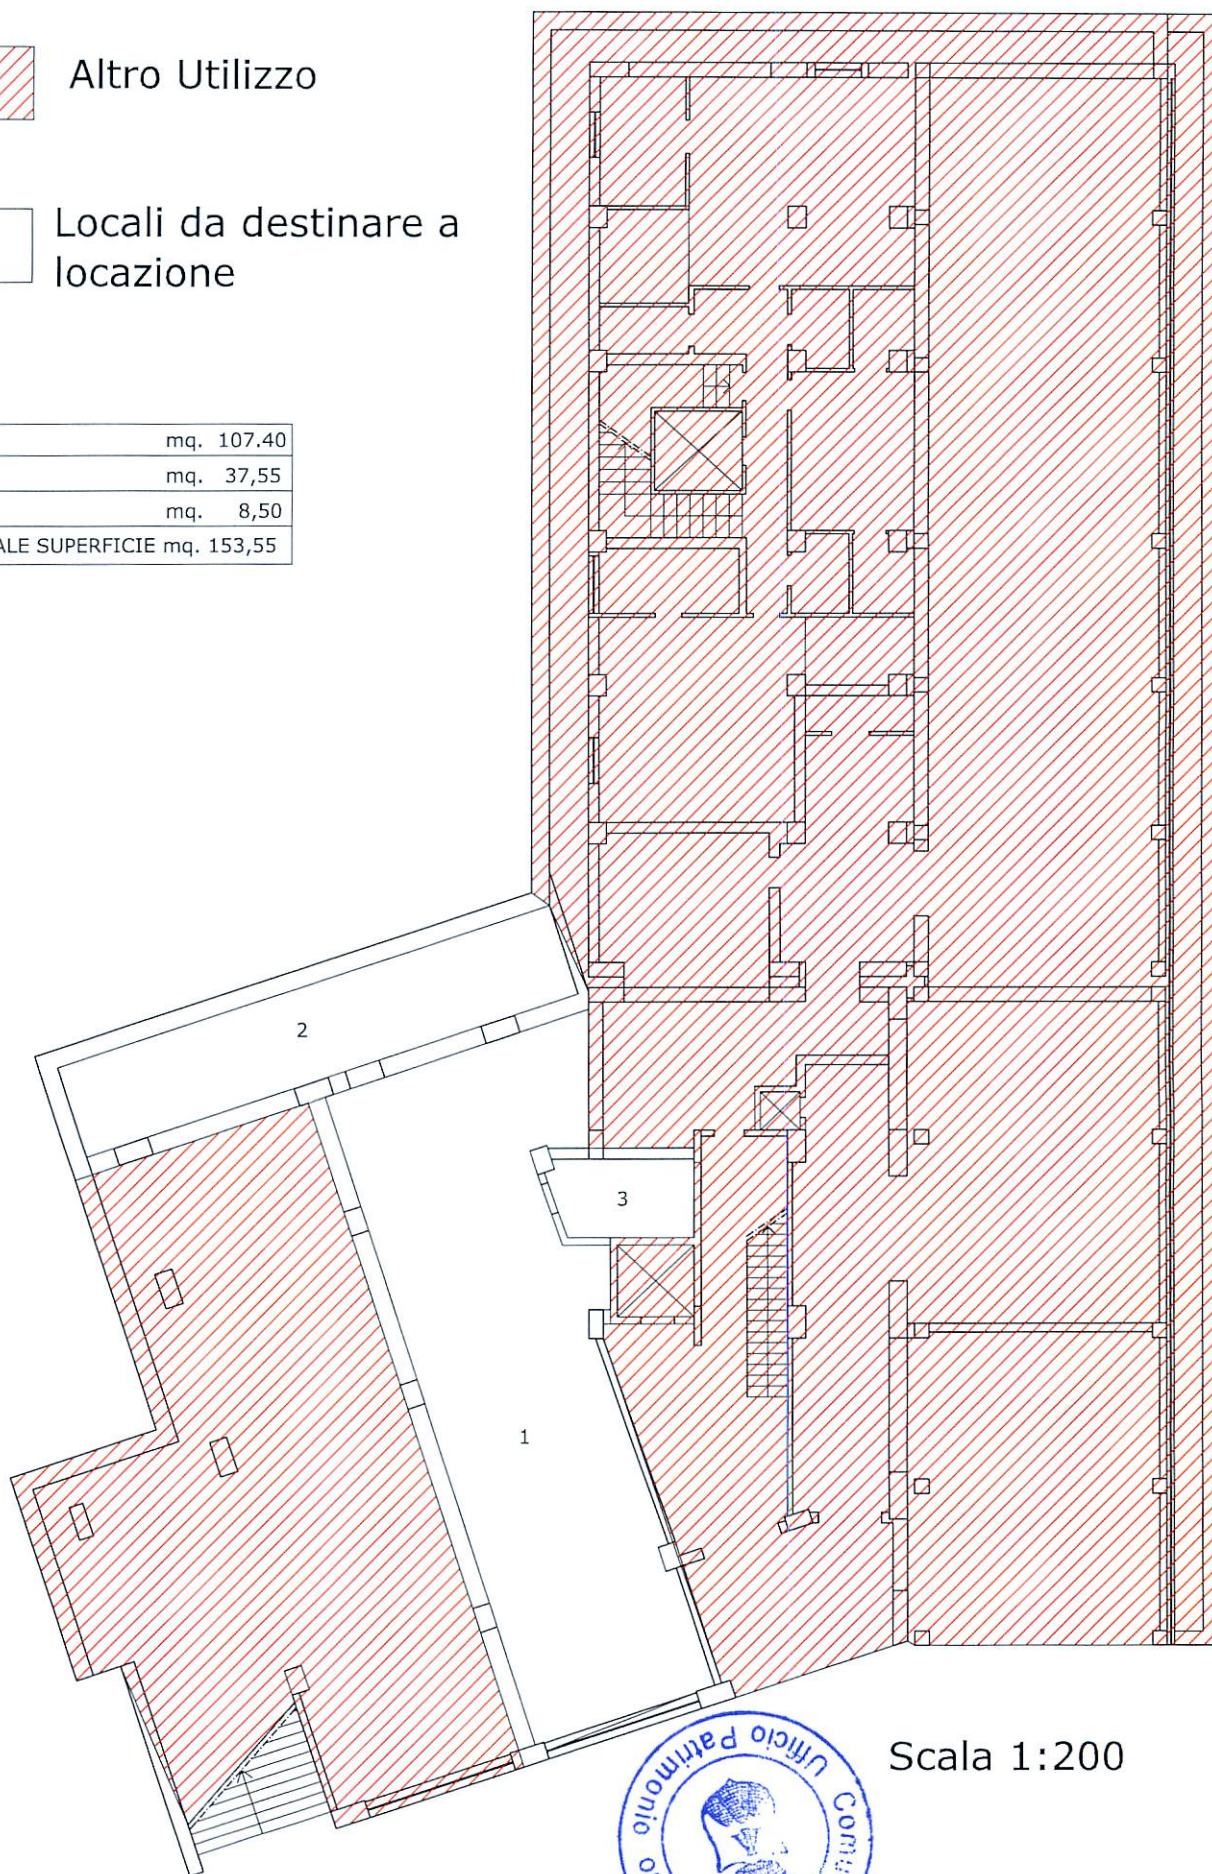 Altro Utilizzo
Locali da destinare a
locazione
mq. 107.40
mq. 37,55
mq. 8,50
ALE SUPERFICIE mq. 153,55
2
3
1
Scala 1:200
Ufficio Patrimonio
Comu